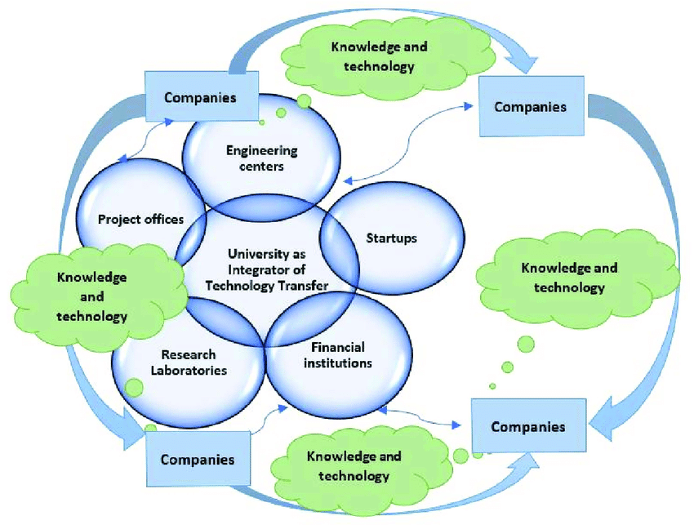 Knowledge and
technology
Companies
Companies
Engineering
centers
Project offices
Startups
University as
Integrator of
Technology Transfer
Knowledge
and
technology
Knowledge and
technology
Research
Laboratories
Financial
institutions
Companies
Companies
Knowledge and
technology